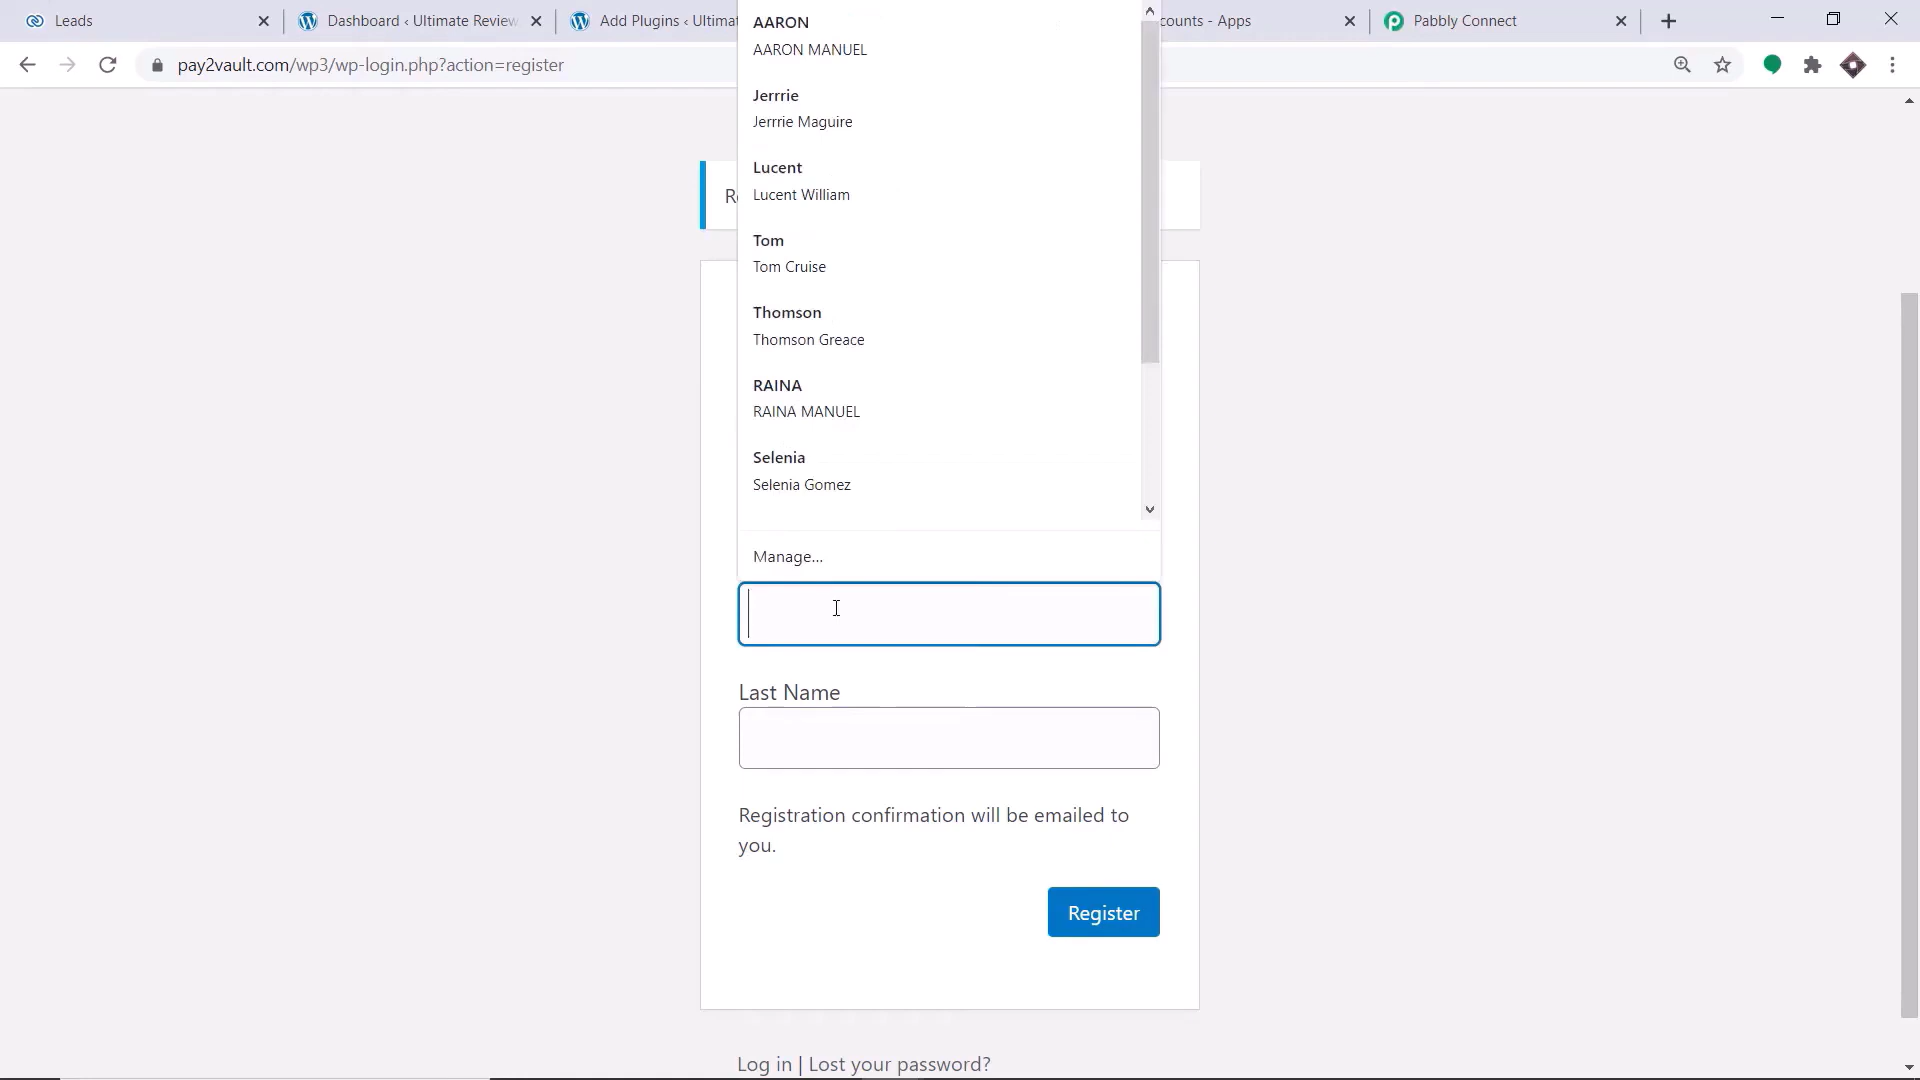 Leads
Dashboard ‹ Ultimate Review
Add Plugins ‹ Ultimat
counts - Apps
Pabbly Connect
pay2vault.com/wp3/wp-login.php?action=register
AARON
AARON MANUEL
Jerrrie
Jerrrie Maguire
Lucent
Lucent William
Tom
Tom Cruise
Thomson
Thomson Greace
RAINA
RAINA MANUEL
Selenia
Selenia Gomez
Manage...
Last Name
Registration confirmation will be emailed to
you.
Register
Log in | Lost your password?